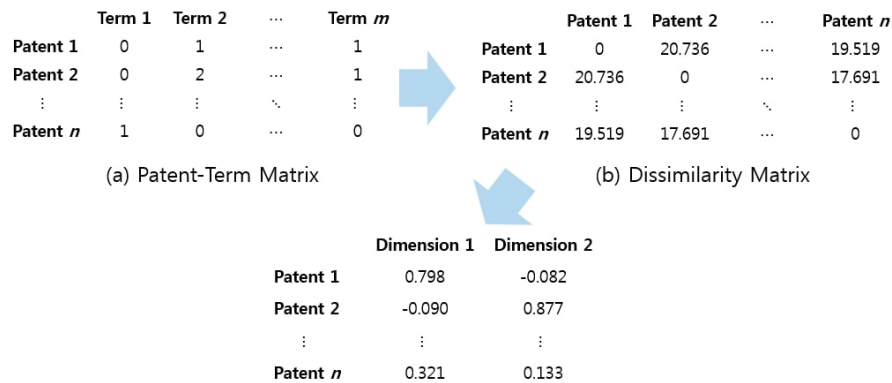 Term 1 Term 2 ⋯ Term m
Patent 1 0 1 ⋯ 1
Patent 2 0 2 ⋯ 1
⋮ ⋮ ⋮ ⋱ ⋮
Patent n 1 0 ⋯ 0
(a) Patent-Term Matrix
Patent 1 Patent 2 ⋯ Patent n
Patent 1 0 20.736 ⋯ 19.519
Patent 2 20.736 0 ⋯ 17.691
⋮ ⋮ ⋮ ⋱ ⋮
Patent n 19.519 17.691 ⋯ 0
(b) Dissimilarity Matrix
Dimension 1 Dimension 2
Patent 1 0.798 -0.082
Patent 2 -0.090 0.877
⋮ ⋮ ⋮
Patent n 0.321 0.133